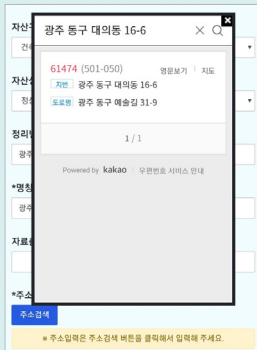 광주 동구 대의동 16-6
61474 (501-050)
영문보기 지도
지번 광주 동구 대의동 16-6
도로명 광주 동구 예술길 31-9
1 / 1
Powered by kakao 우편번호 서비스 안내
자산
정리
광주
*명칭
광주
자료
*주소
주소검색
※ 주소입력은 주소검색 버튼을 클릭해서 입력해 주세요.